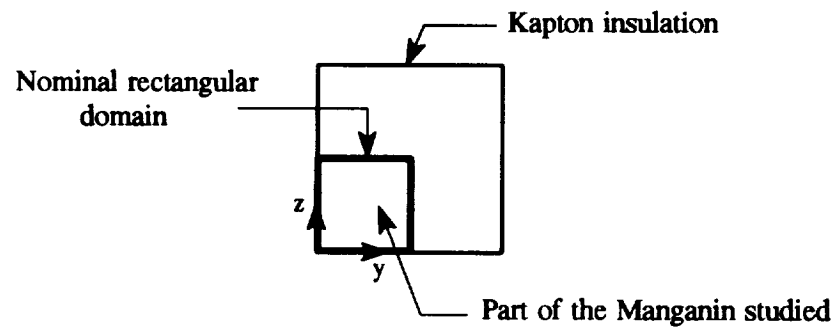 Kapton insulation
Nominal rectangular
domain
z
y
Part of the Manganin studied